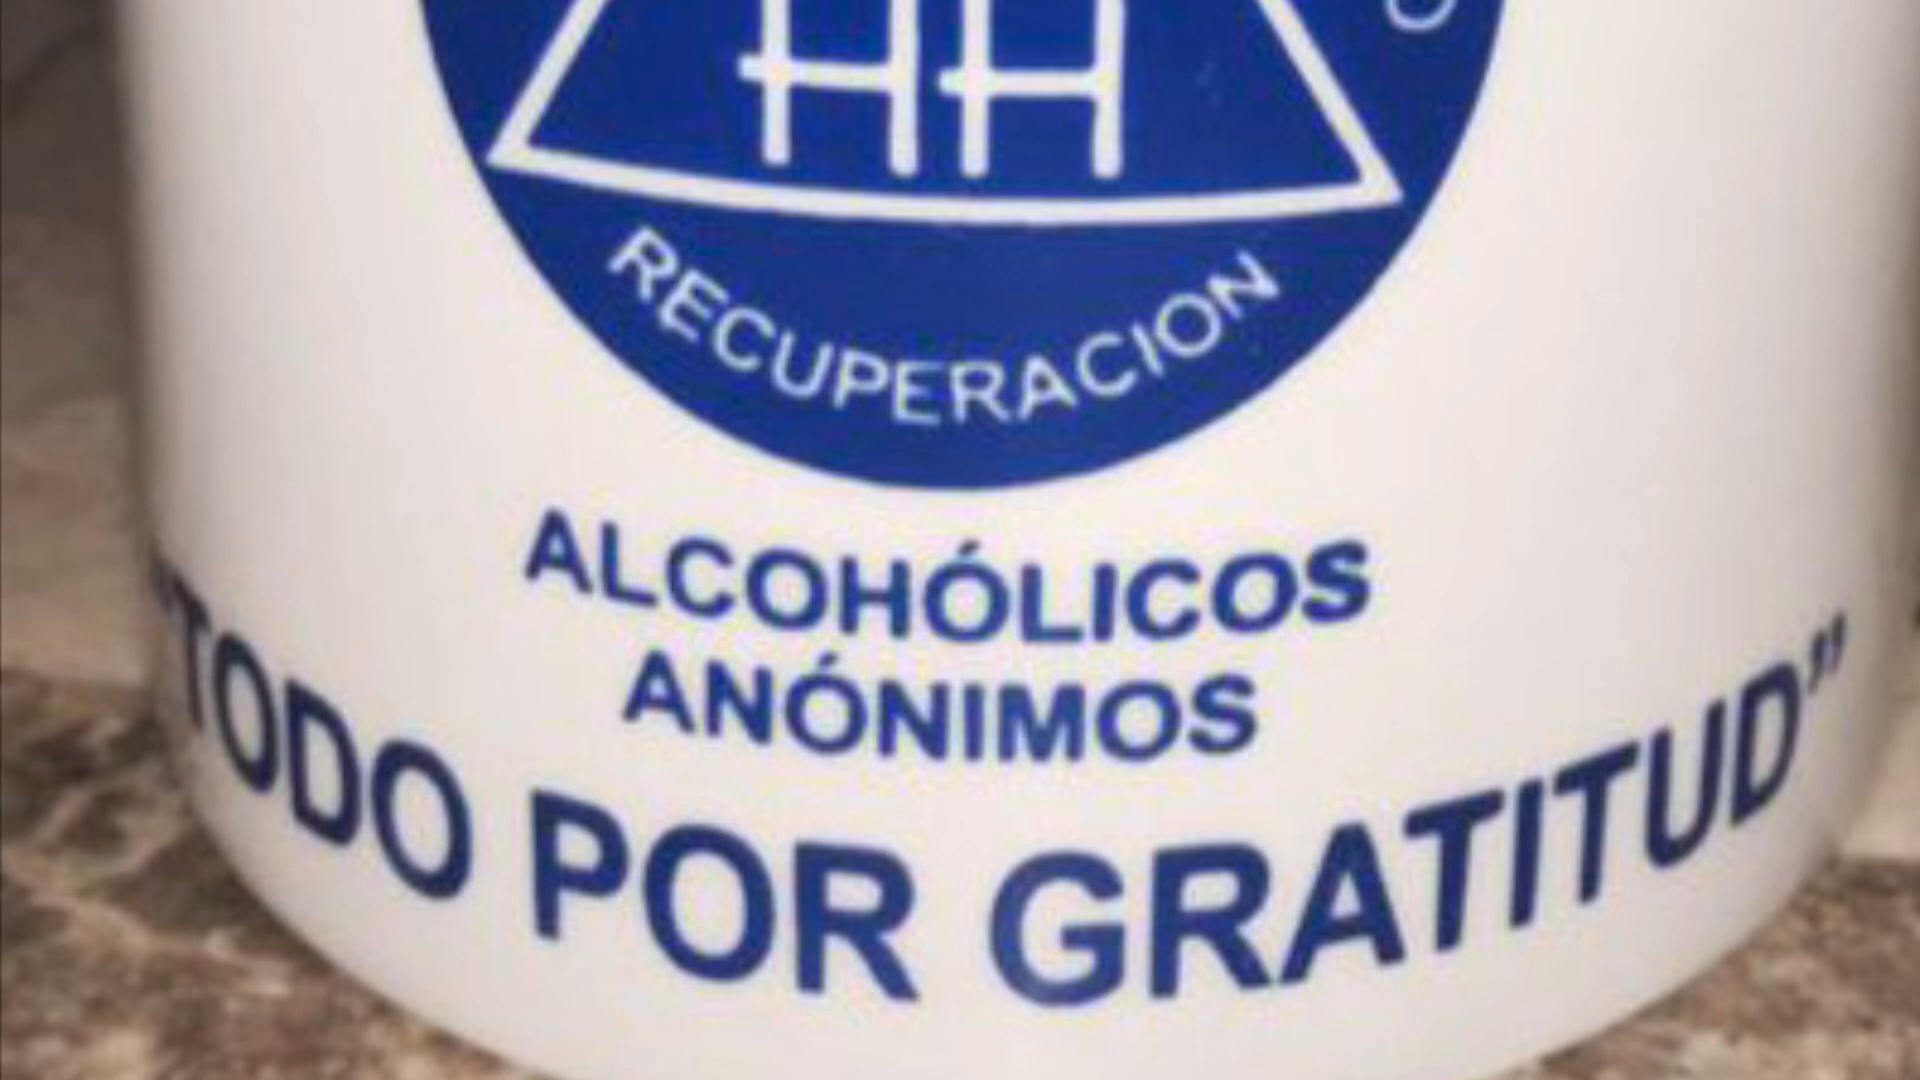 AA
RECUPERACION
ALCOHÓLICOS
ANÓNIMOS
"TODO POR GRATITUD"